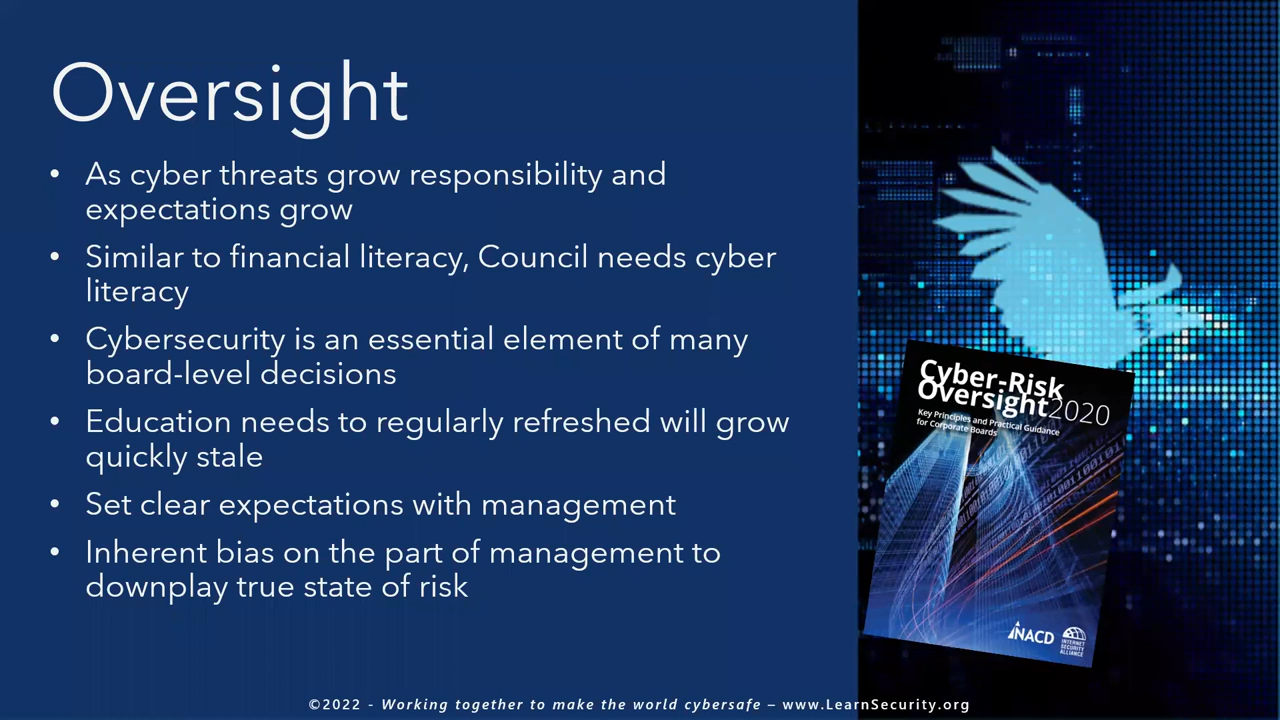 Oversight
• As cyber threats grow responsibility and
expectations grow
• Similar to financial literacy, Council needs cyber
literacy
• Cybersecurity is an essential element of many
board-level decisions
• Education needs to regularly refreshed will grow
quickly stale
• Set clear expectations with management
• Inherent bias on the part of management to
downplay true state of risk
Cyber-Risk
Oversight2020
Key Principles and Practical Guidance
for Corporate Boards
NACD
INTERNET
SECURITY
ALLIANCE
©2022 - Working together to make the world cybersafe – www.LearnSecurity.org